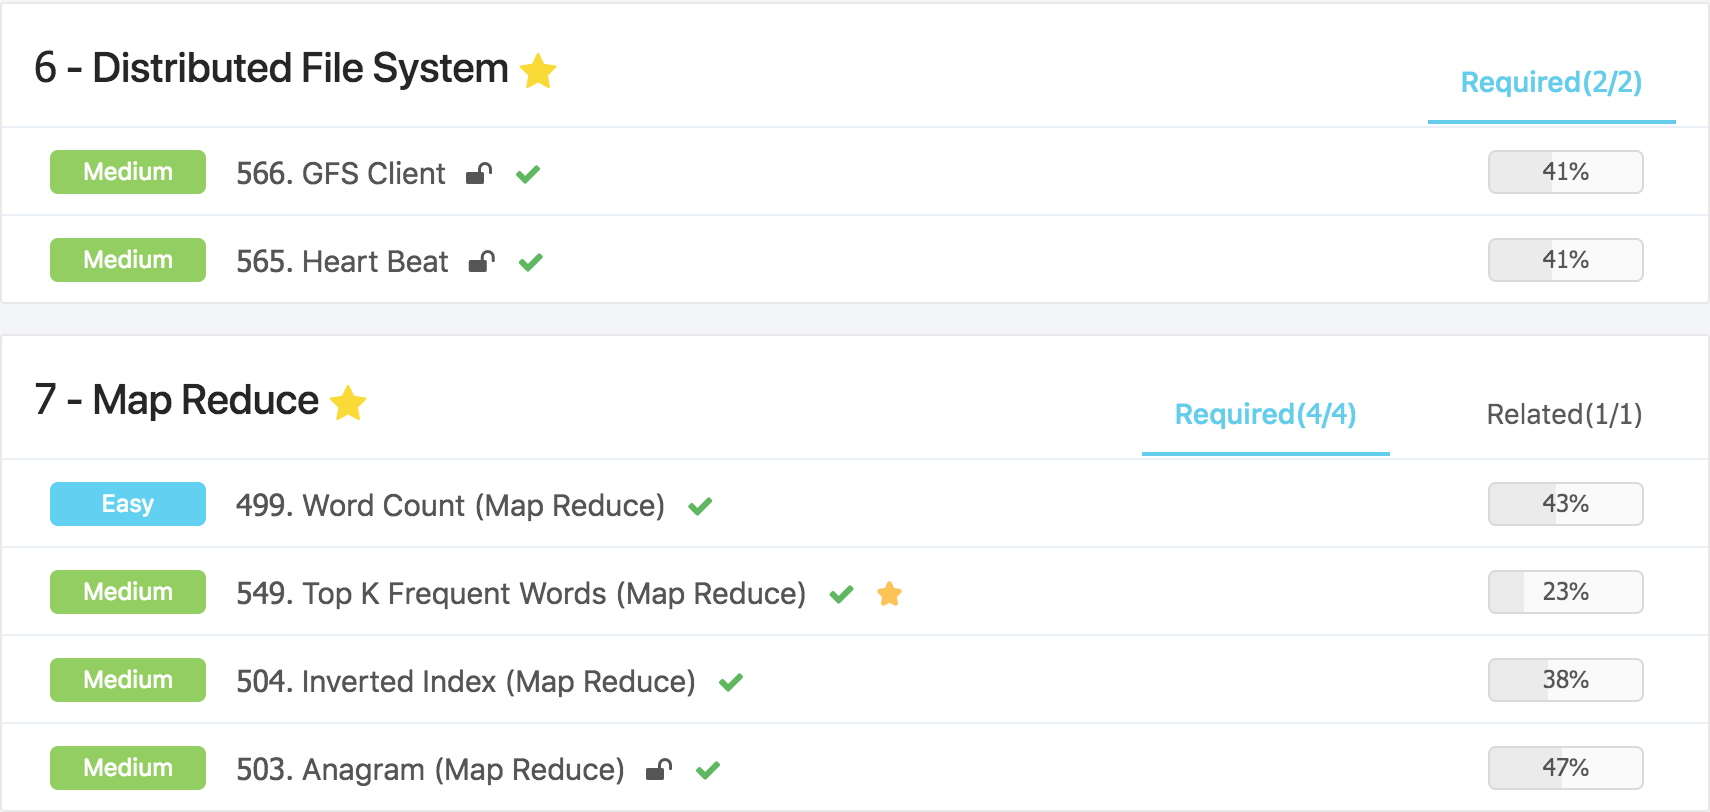 6 - Distributed File System
Required(2/2)
Medium 566. GFS Client 41%
Medium 565. Heart Beat 41%
7 - Map Reduce
Required(4/4) Related(1/1)
Easy 499. Word Count (Map Reduce) 43%
Medium 549. Top K Frequent Words (Map Reduce) 23%
Medium 504. Inverted Index (Map Reduce) 38%
Medium 503. Anagram (Map Reduce) 47%